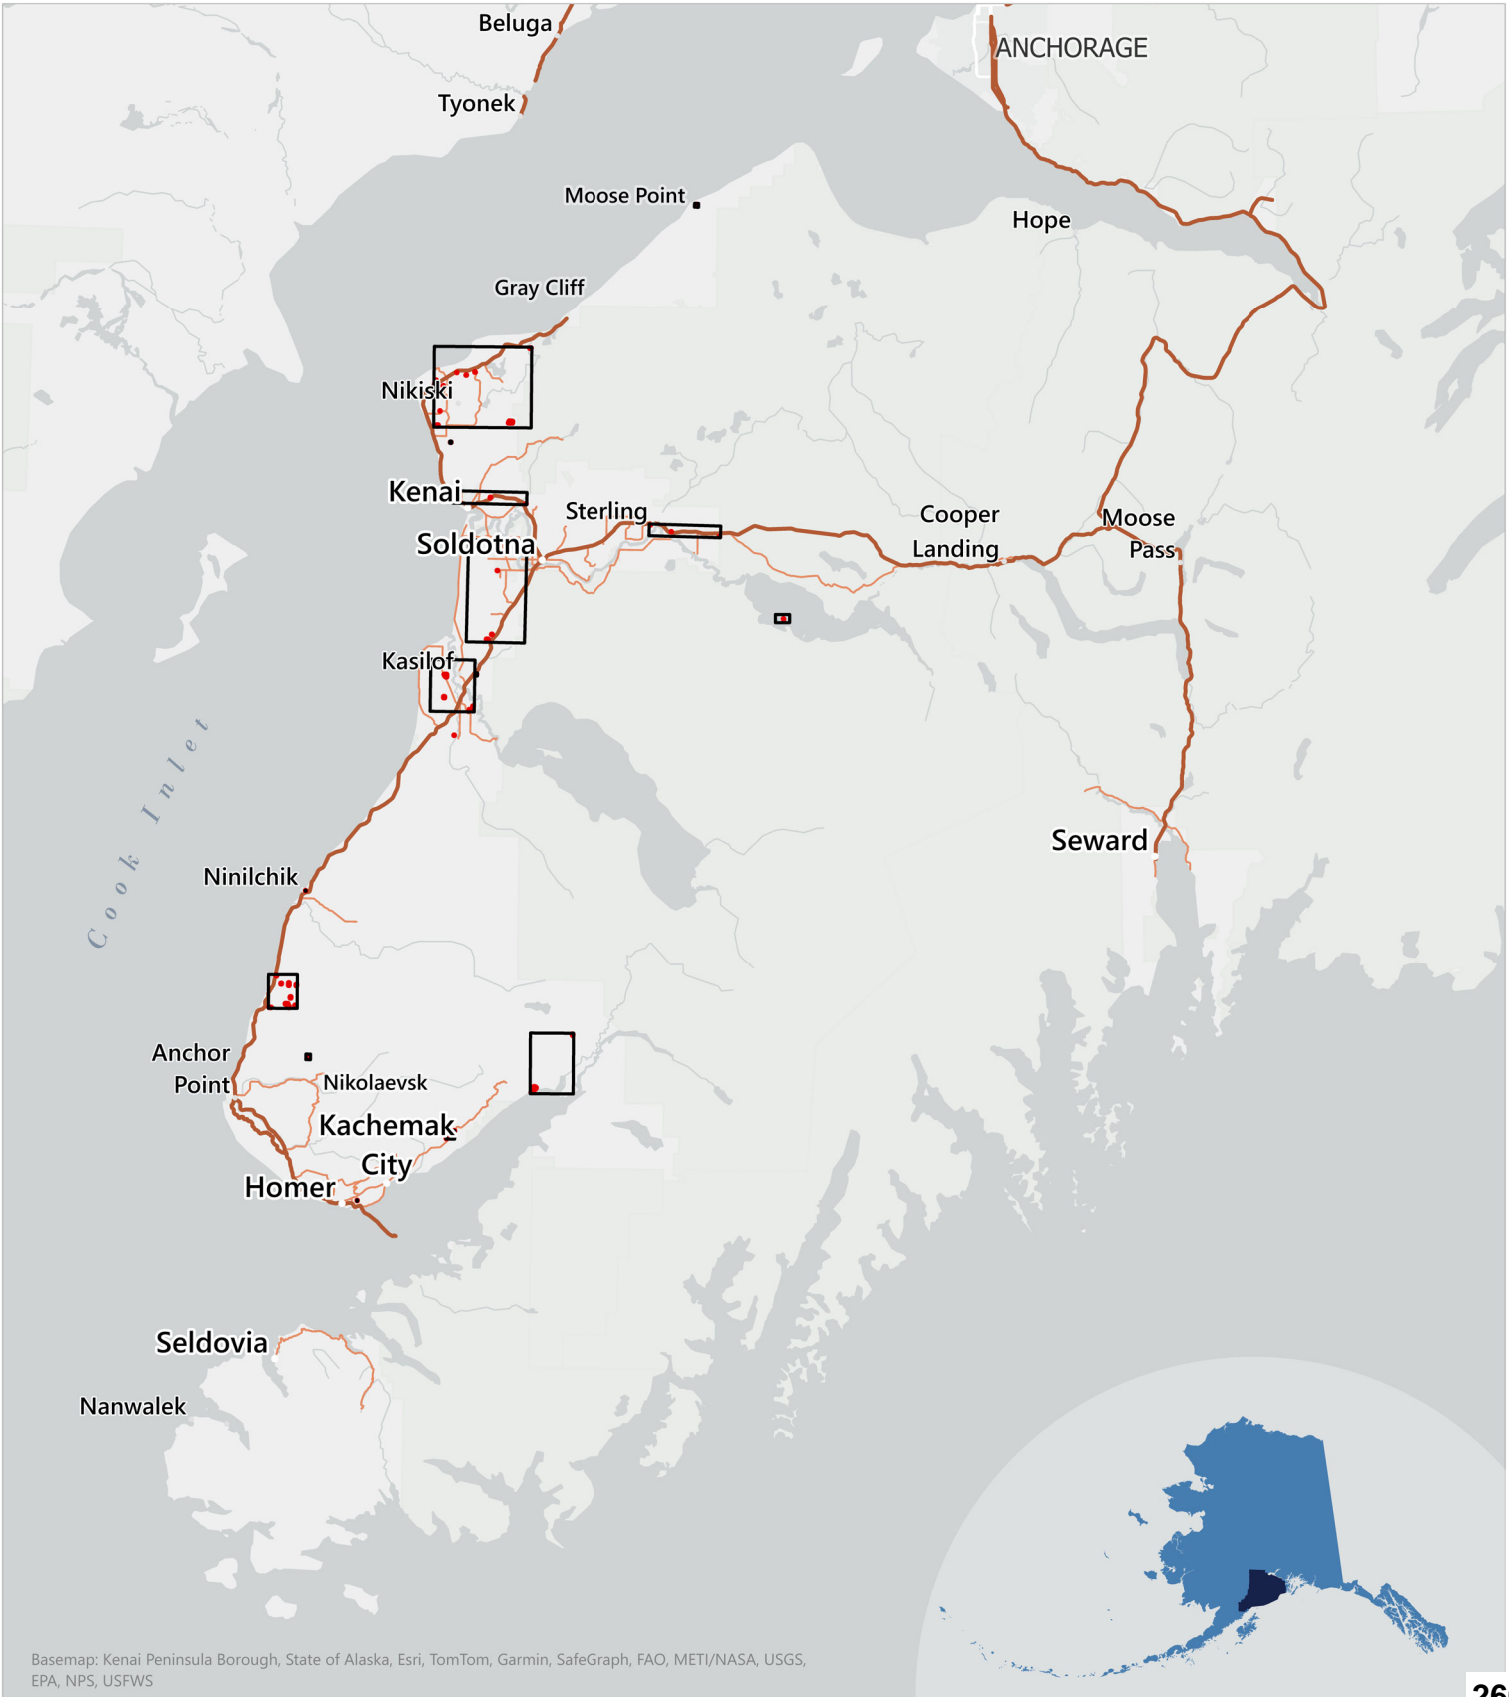 Beluga
ANCHORAGE
Tyonek
Moose Point
Hope
Gray Cliff
Nikiski
Kenai
Sterling
Cooper
Landing
Moose
Pass
Soldotna
Kasilof
Cook Inlet
Seward
Ninilchik
Anchor
Point
Nikolaevsk
Kachemak
City
Homer
Seldovia
Nanwalek
Basemap: Kenai Peninsula Borough, State of Alaska, Esri, TomTom, Garmin, SafeGraph, FAO, METI/NASA, USGS,
EPA, NPS, USFWS